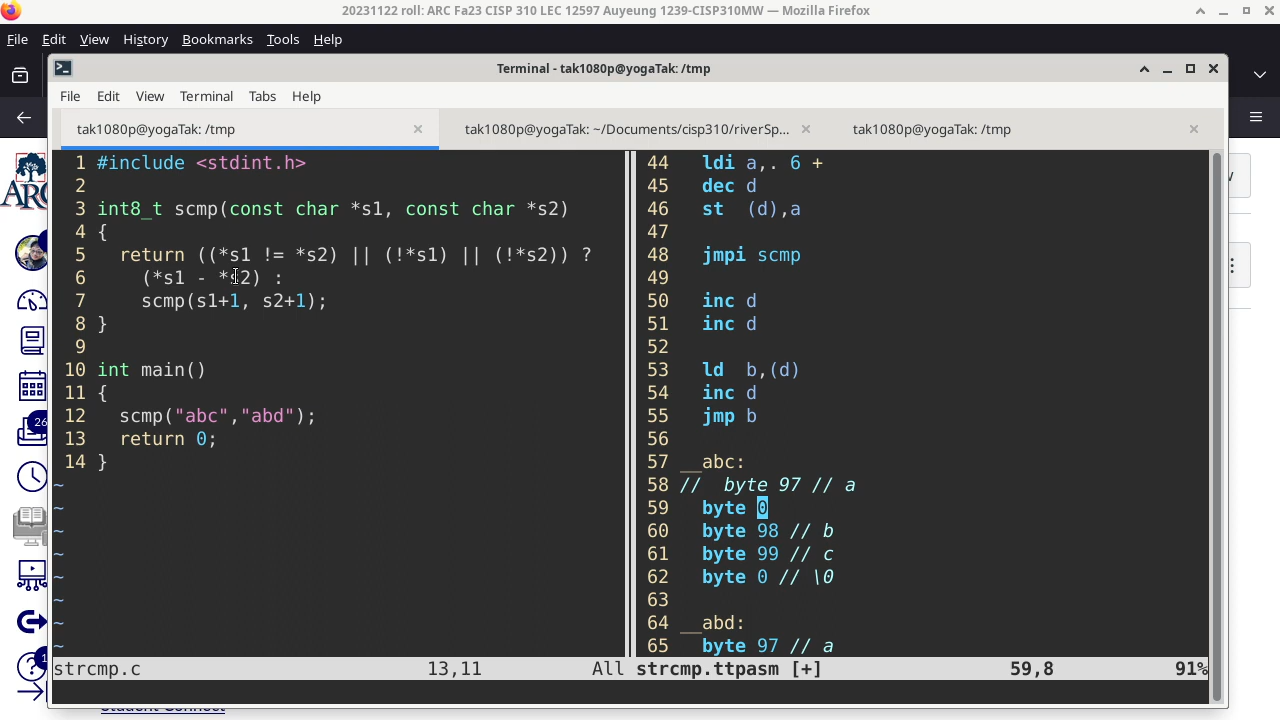 20231122 roll: ARC Fa23 CISP 310 LEC 12597 Auyeung 1239-CISP310MW — Mozilla Firefox
File Edit View History Bookmarks Tools Help
Terminal - tak1080p@yogaTak: /tmp
File Edit View Terminal Tabs Help
tak1080p@yogaTak: /tmp
tak1080p@yogaTak: ~/Documents/cisp310/riverSp...
tak1080p@yogaTak: /tmp
ARC
26
1
1 #include <stdint.h>
2
3 int8_t scmp(const char *s1, const char *s2)
4 {
5   return ((*s1 != *s2) || (!*s1) || (!*s2)) ?
6     (*s1 - *s2) :
7     scmp(s1+1, s2+1);
8 }
9
10 int main()
11 {
12   scmp("abc","abd");
13   return 0;
14 }
~
~
~
~
~
~
~
~
strcmp.c 13,11 All
44   ldi a,. 6 +
45   dec d
46   st  (d),a
47
48   jmpi scmp
49
50   inc d
51   inc d
52
53   ld  b,(d)
54   inc d
55   jmp b
56
57 __abc:
58 //  byte 97 // a
59   byte 0
60   byte 98 // b
61   byte 99 // c
62   byte 0 // \0
63
64 __abd:
65   byte 97 // a
strcmp.ttpasm [+] 59,8 91%
Student Connect